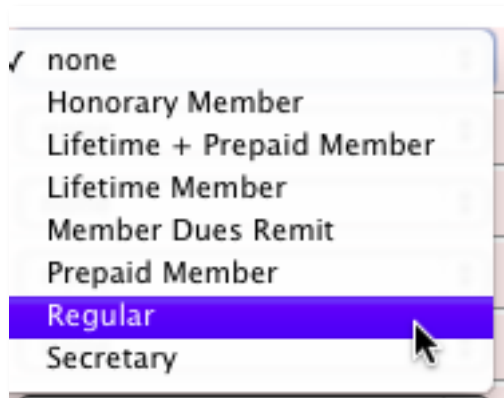 ✓ none
Honorary Member
Lifetime + Prepaid Member
Lifetime Member
Member Dues Remit
Prepaid Member
Regular
Secretary